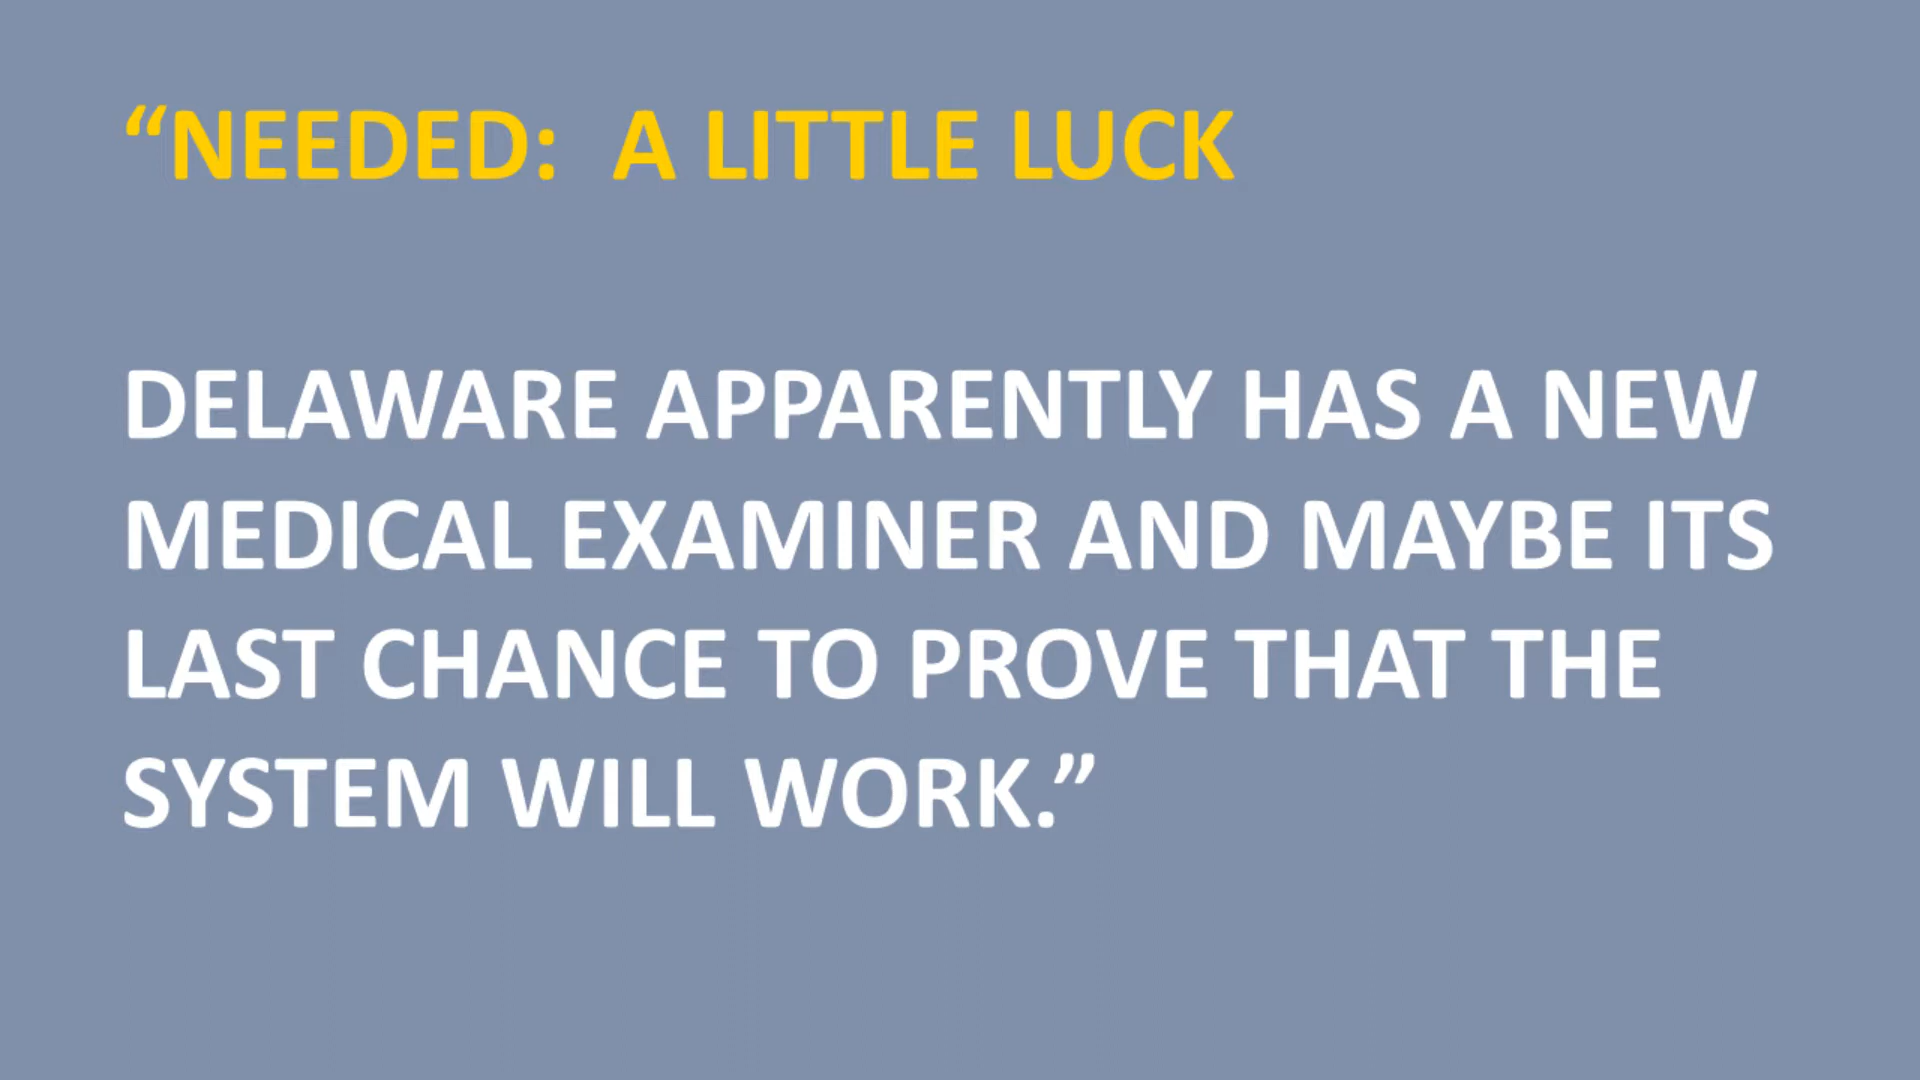 “NEEDED:  A LITTLE LUCK
DELAWARE APPARENTLY HAS A NEW
MEDICAL EXAMINER AND MAYBE ITS
LAST CHANCE TO PROVE THAT THE
SYSTEM WILL WORK.”